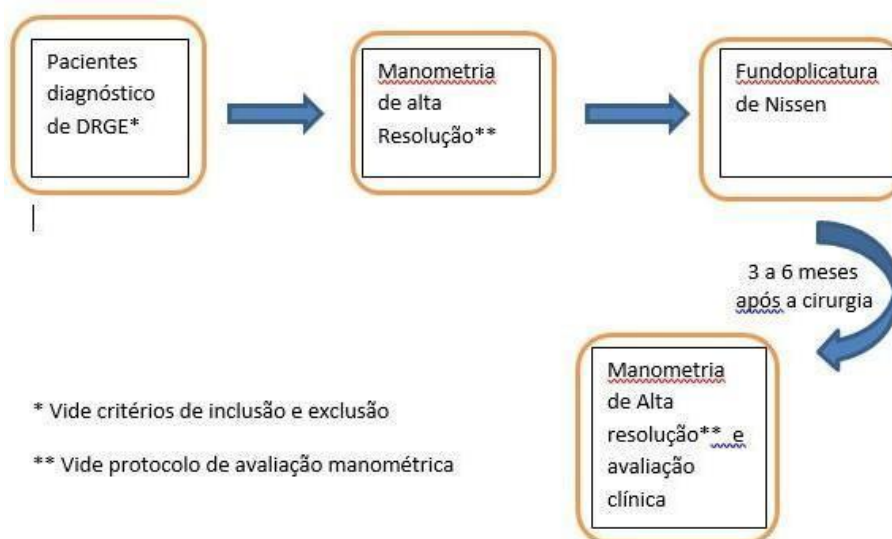 Pacientes
diagnóstico
de DRGE*
Manometria
de alta
Resolução**
Fundoplicatura
de Nissen
3 a 6 meses
após a cirurgia
Manometria
de Alta
resolução** e
avaliação
clínica
* Vide critérios de inclusão e exclusão
** Vide protocolo de avaliação manométrica